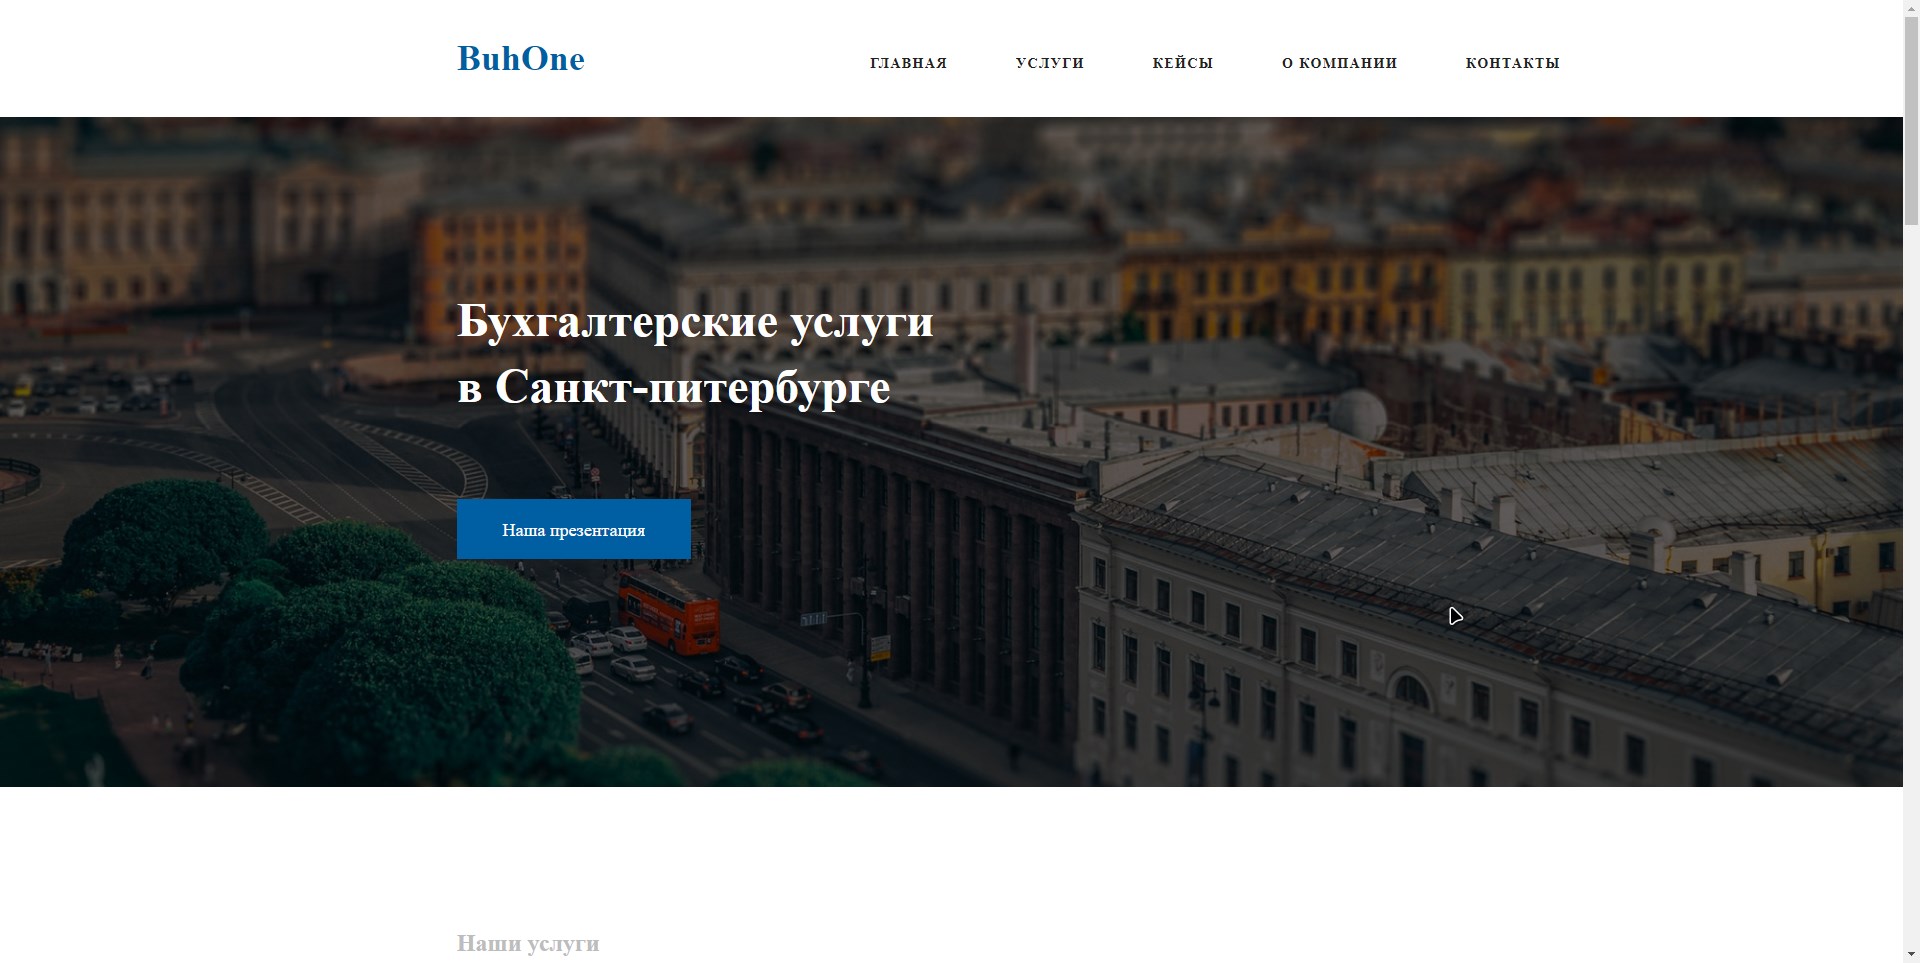 BuhOne
ГЛАВНАЯ УСЛУГИ КЕЙСЫ О КОМПАНИИ КОНТАКТЫ
Бухгалтерские услуги
в Санкт-питербурге
Наша презентация
Наши услуги